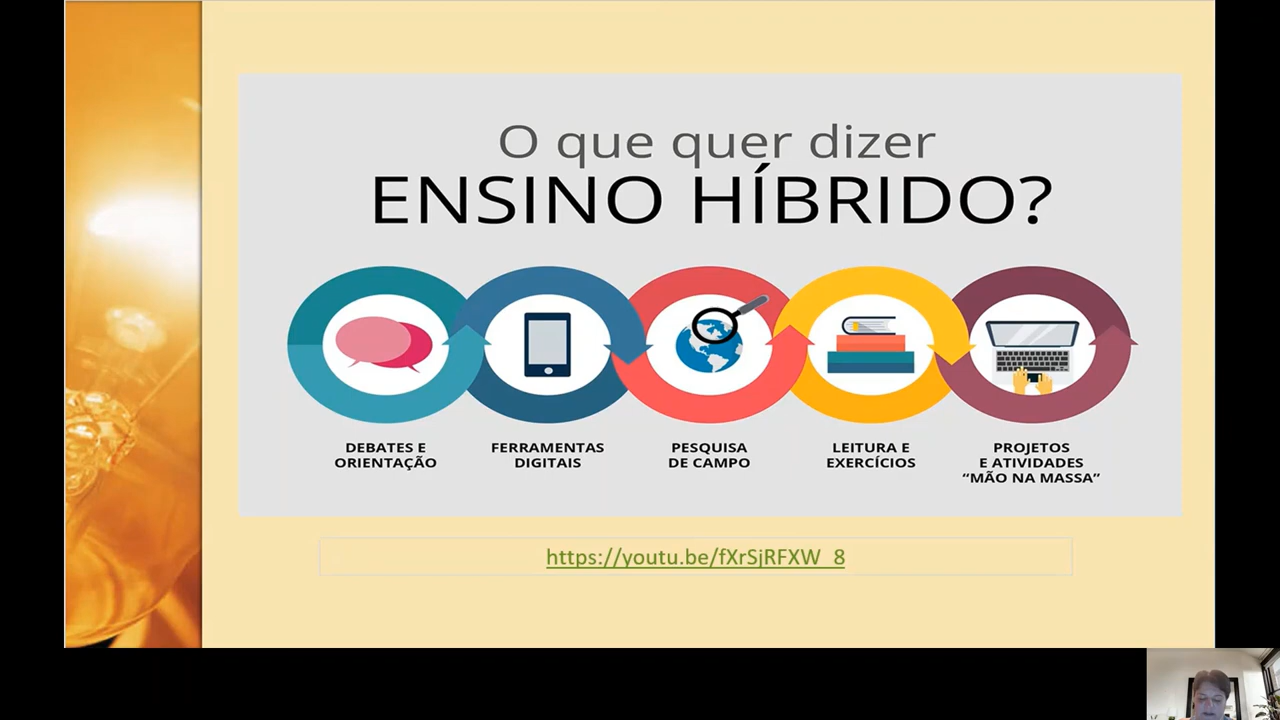 O que quer dizer
ENSINO HÍBRIDO?
DEBATES E
ORIENTAÇÃO
FERRAMENTAS
DIGITAIS
PESQUISA
DE CAMPO
LEITURA E
EXERCÍCIOS
PROJETOS
E ATIVIDADES
“MÃO NA MASSA”
https://youtu.be/fXrSjRFXW_8